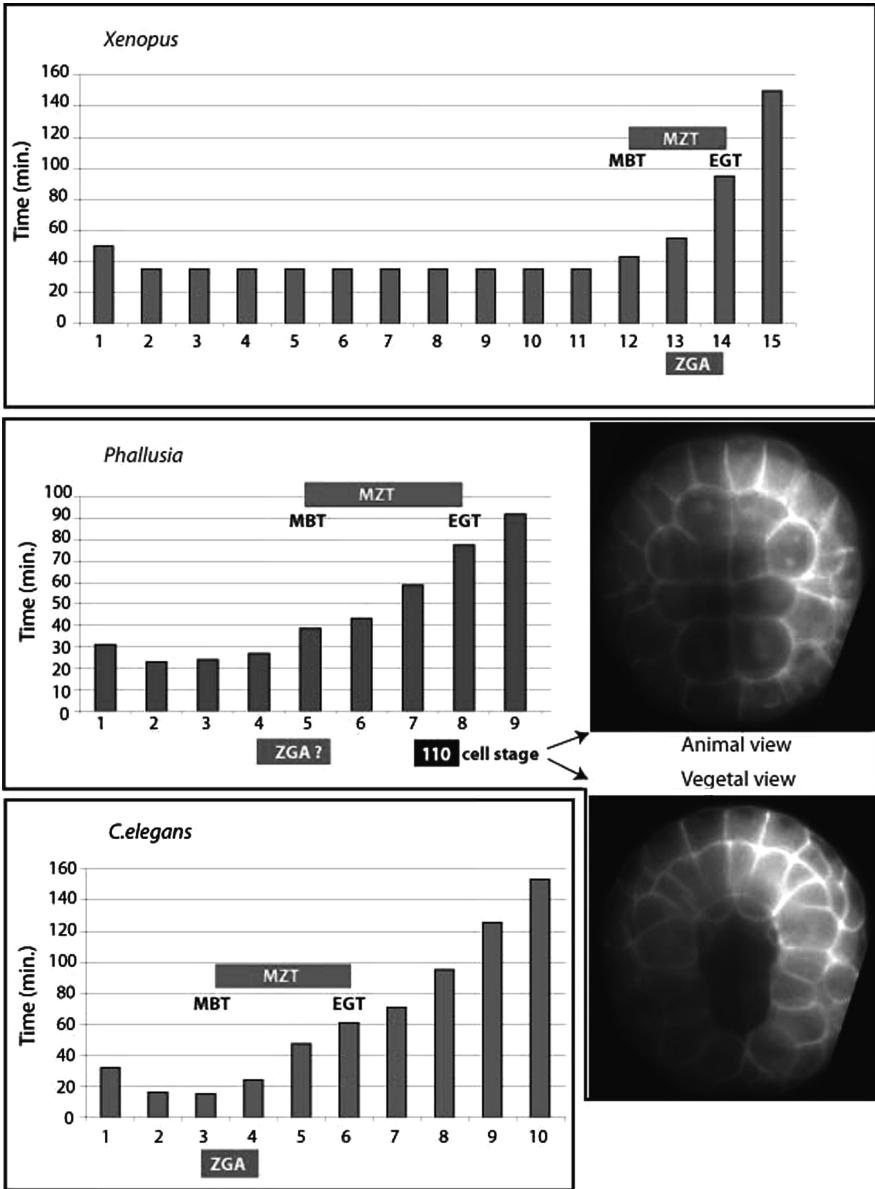 Xenopus
160
140
120
100
80
60
40
20
0
Time (min.)
MZT
MBT EGT
1 2 3 4 5 6 7 8 9 10 11 12 13 14 15
ZGA
Phallusia
100
90
80
70
60
50
40
30
20
10
0
Time (min.)
MZT
MBT EGT
1 2 3 4 5 6 7 8 9
ZGA ?
110 cell stage
Animal view
Vegetal view
C.elegans
160
140
120
100
80
60
40
20
0
Time (min.)
MZT
MBT EGT
1 2 3 4 5 6 7 8 9 10
ZGA